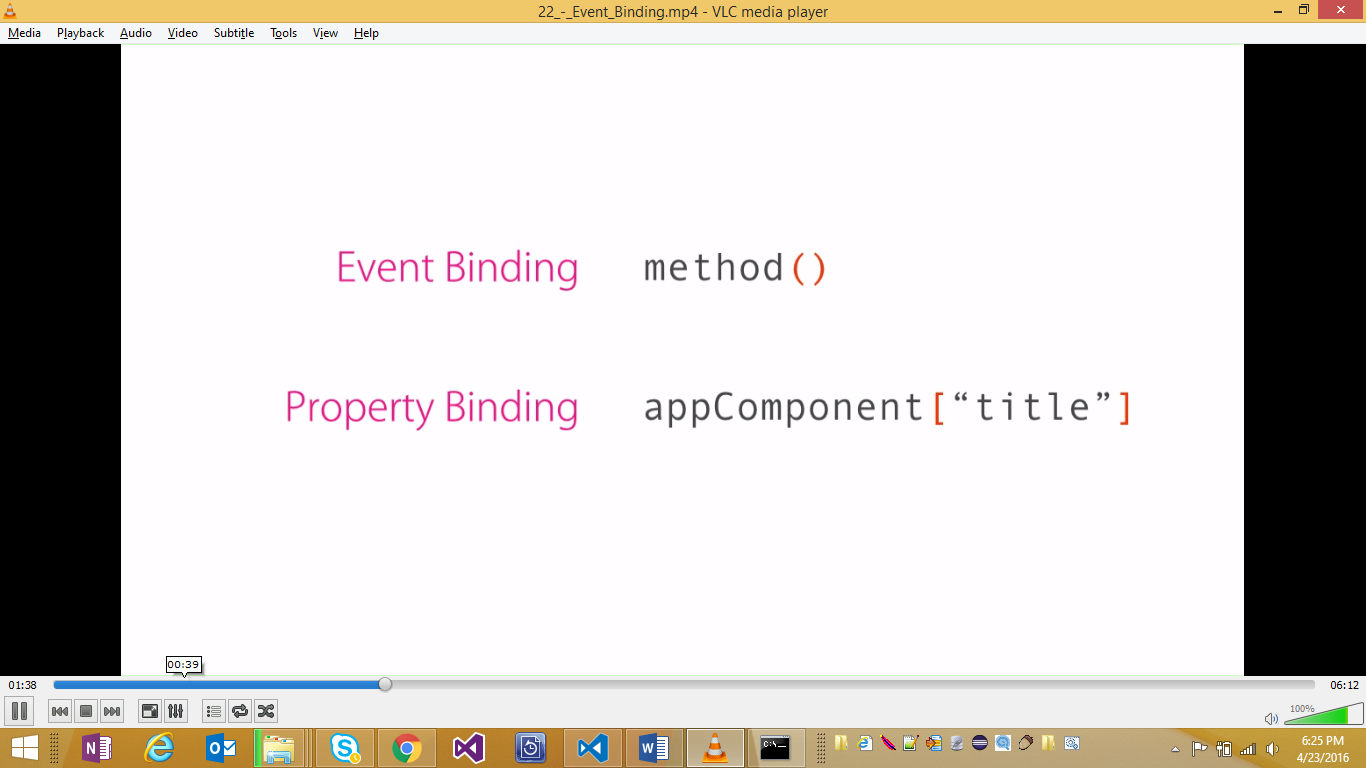 22_-_Event_Binding.mp4 - VLC media player
Media Playback Audio Video Subtitle Tools View Help
Event Binding method()
Property Binding appComponent[“title”]
00:39
01:38 06:12
100%
6:25 PM
4/23/2016